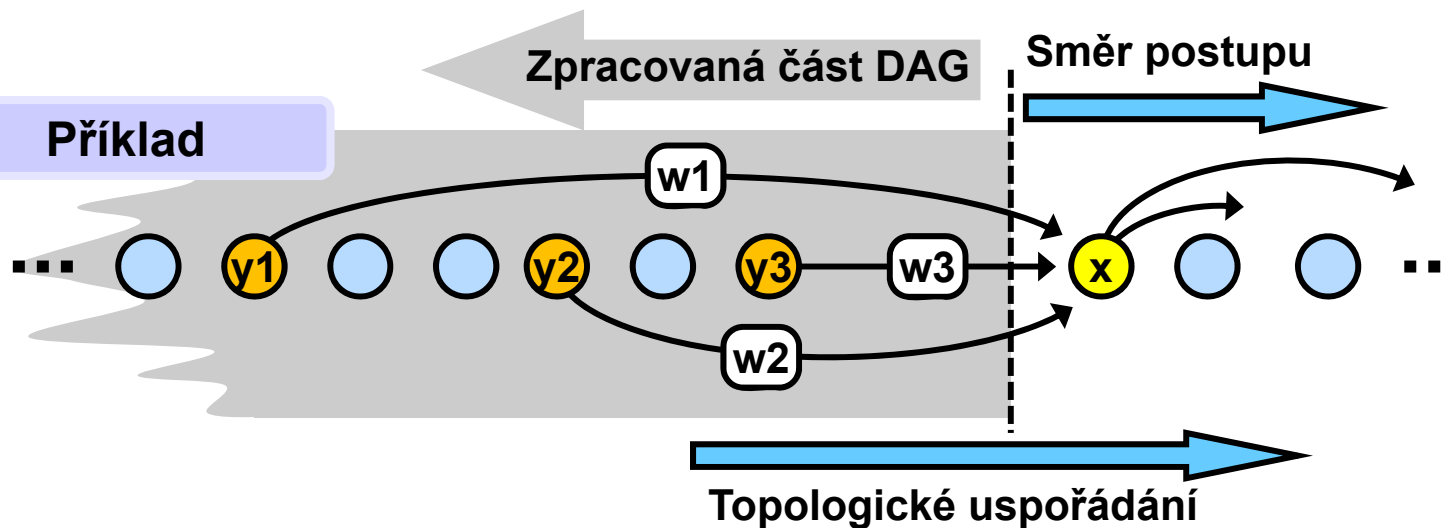 Zpracovaná část DAG
Směr postupu
Příklad
w1
y1
y2
y3
w3
x
w2
Topologické uspořádání